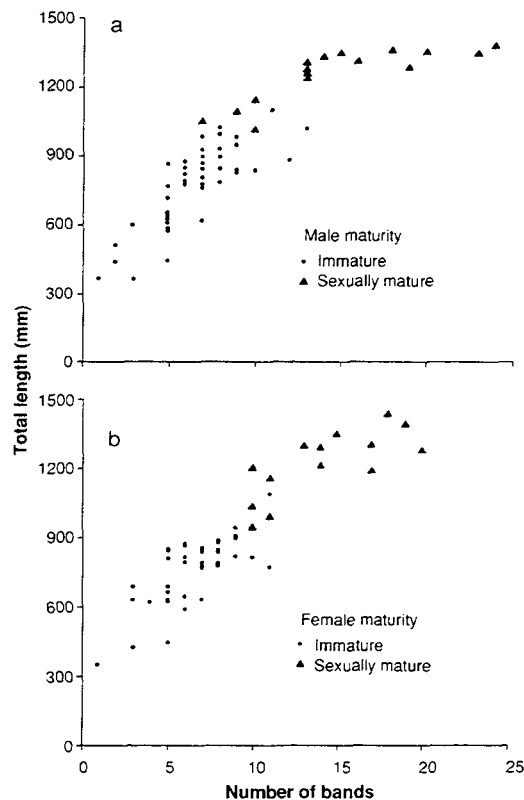 a
1500
1200
900
600
300
0
Male maturity
Immature
Sexually mature
Total length (mm)
b
1500
1200
900
600
300
0
Female maturity
Immature
Sexually mature
0 5 10 15 20 25
Number of bands